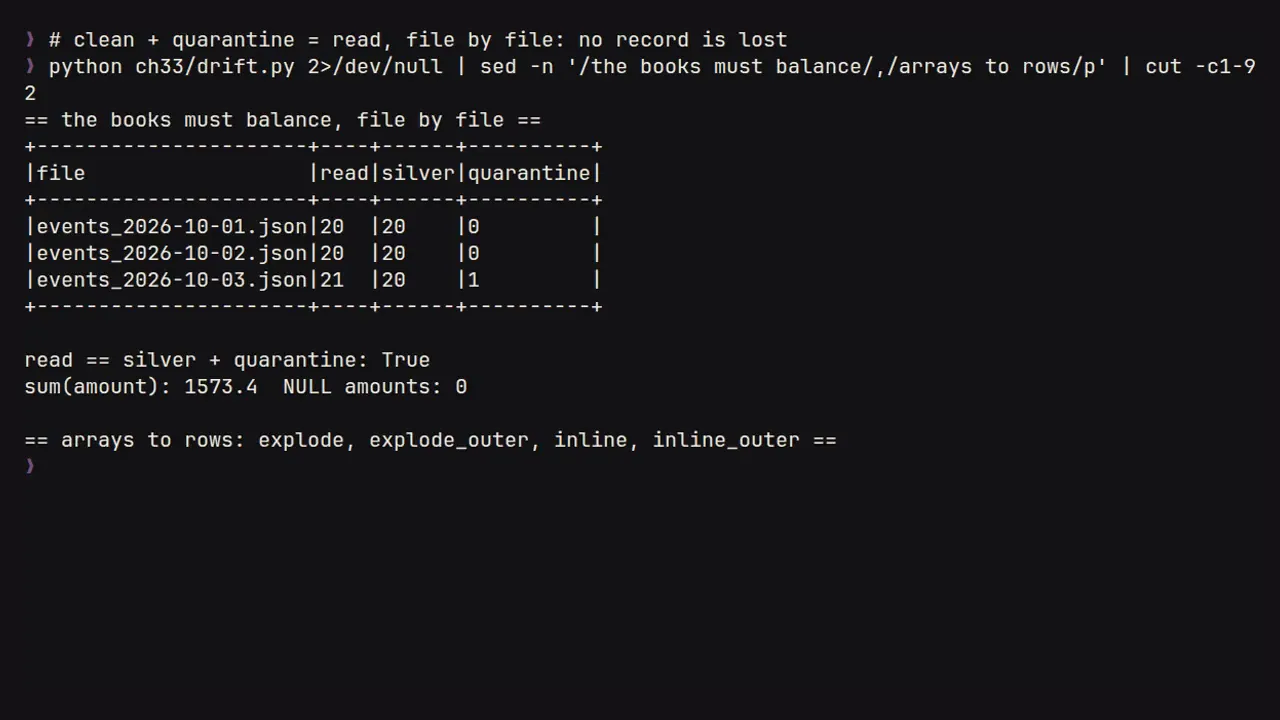 ❯ # clean + quarantine = read, file by file: no record is lost
❯ python ch33/drift.py 2>/dev/null | sed -n '/the books must balance/,/arrays to rows/p' | cut -c1-9
2
== the books must balance, file by file ==
+----------------------+----+------+----------+
|file                  |read|silver|quarantine|
+----------------------+----+------+----------+
|events_2026-10-01.json|20  |20    |0         |
|events_2026-10-02.json|20  |20    |0         |
|events_2026-10-03.json|21  |20    |1         |
+----------------------+----+------+----------+
read == silver + quarantine: True
sum(amount): 1573.4  NULL amounts: 0
== arrays to rows: explode, explode_outer, inline, inline_outer ==
❯